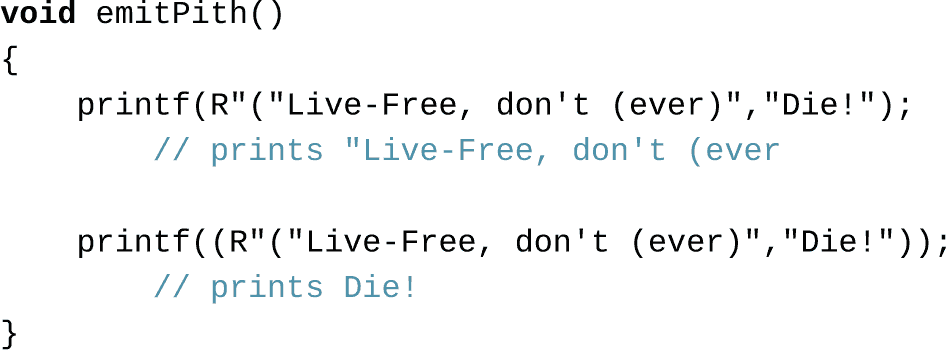 void emitPith()
{
    printf(R"("Live-Free, don't (ever)","Die!");
        // prints "Live-Free, don't (ever

    printf((R"("Live-Free, don't (ever)","Die!"));
        // prints Die!
}